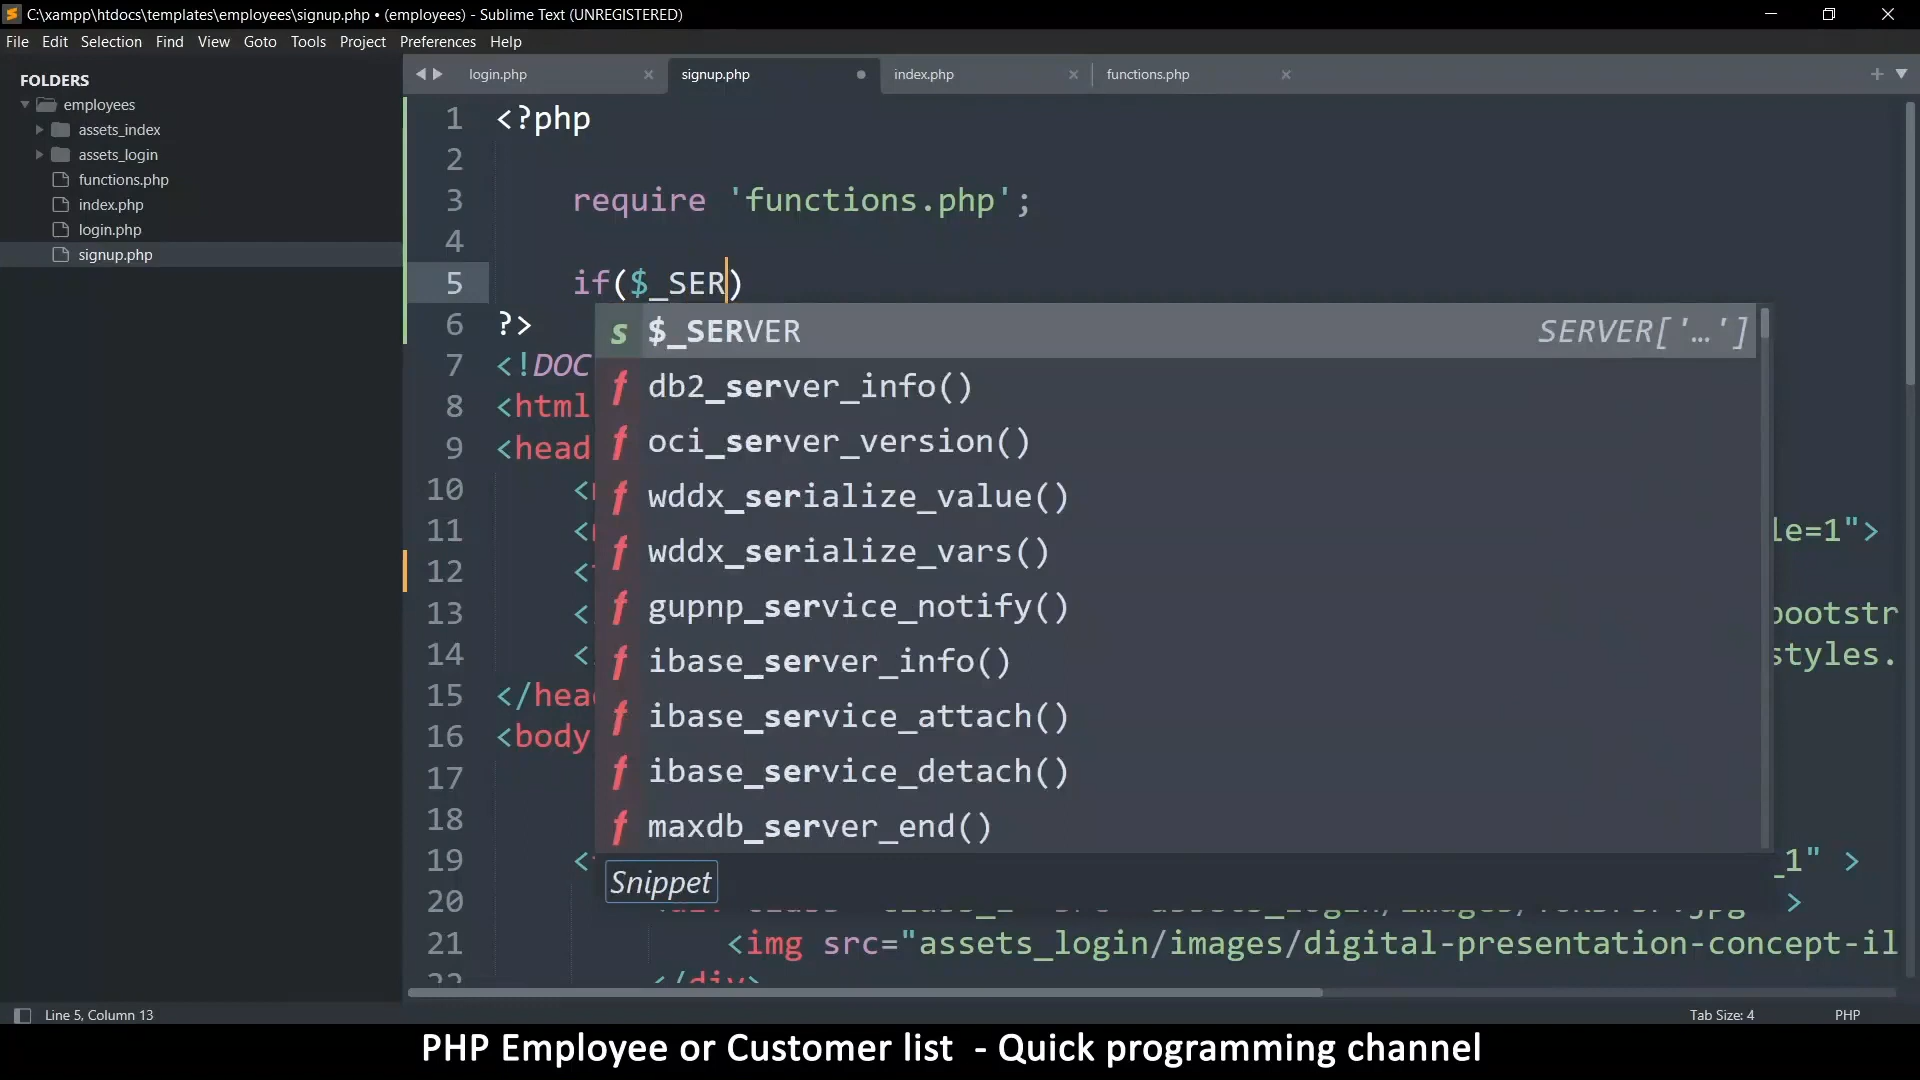 C:\xampp\htdocs\templates\employees\signup.php • (employees) - Sublime Text (UNREGISTERED)
File Edit Selection Find View Goto Tools Project Preferences Help
FOLDERS
employees
assets_index
assets_login
functions.php
index.php
login.php
signup.php
login.php signup.php index.php functions.php
1 <?php
2
3 require 'functions.php';
4
5 if($_SER)
6 ?>
7 <!DOC
8 <html
9 <head
10 <
11 < le=1">
12 <
13 < bootstr
14 < styles.
15 </hea
16 <body
17
18
19 < _1" >
20 >
21 <img src="assets_login/images/digital-presentation-concept-il
22 </div>
$_SERVER SERVER['…']
db2_server_info()
oci_server_version()
wddx_serialize_value()
wddx_serialize_vars()
gupnp_service_notify()
ibase_server_info()
ibase_service_attach()
ibase_service_detach()
maxdb_server_end()
Snippet
Line 5, Column 13 Tab Size: 4 PHP
PHP Employee or Customer list - Quick programming channel